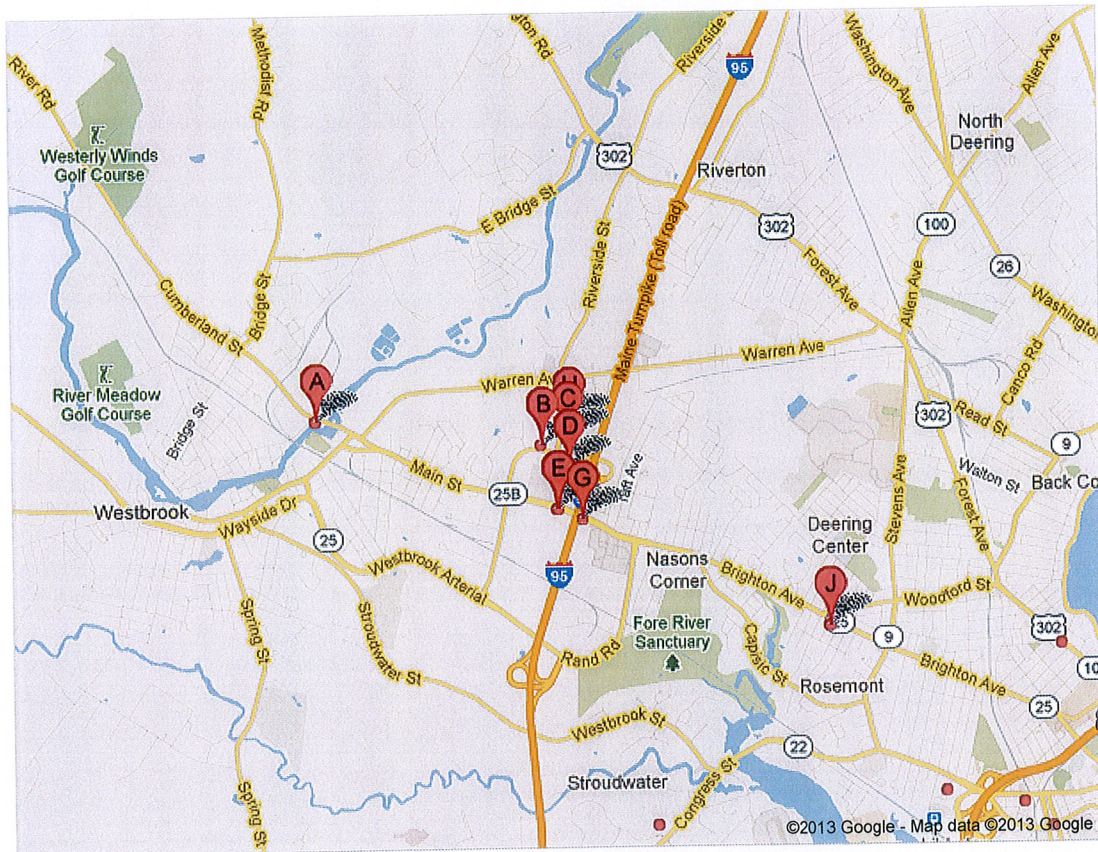 River Rd
Methodist Rd
Riverside St
95
Washington Ave
Allen Ave
North
Deering
Westerly Winds
Golf Course
302
Riverton
E Bridge St
302
100
26
Riverside St
Maine Turnpike (Toll road)
Forest Ave
Allen Ave
Washington
Cumberland St
Bridge St
Warren Ave
Canco Rd
River Meadow
Golf Course
A
Warren Ave
H
B
C
D
302
Read St
9
Bridge St
Main St
25B
E
G
Taft Ave
Stevens Ave
Walton St
Forest Ave
Back Co
Westbrook
Wayside Dr
25
Westbrook Arterial
95
Nasons
Corner
Deering
Center
Brighton Ave
J
25
Woodford St
9
302
10
Spring St
Stroudwater St
Rand Rd
Fore River
Sanctuary
Capisic St
Rosemont
Brighton Ave
25
Westbrook St
22
Stroudwater
Congress St
Spring St
©2013 Google - Map data ©2013 Google